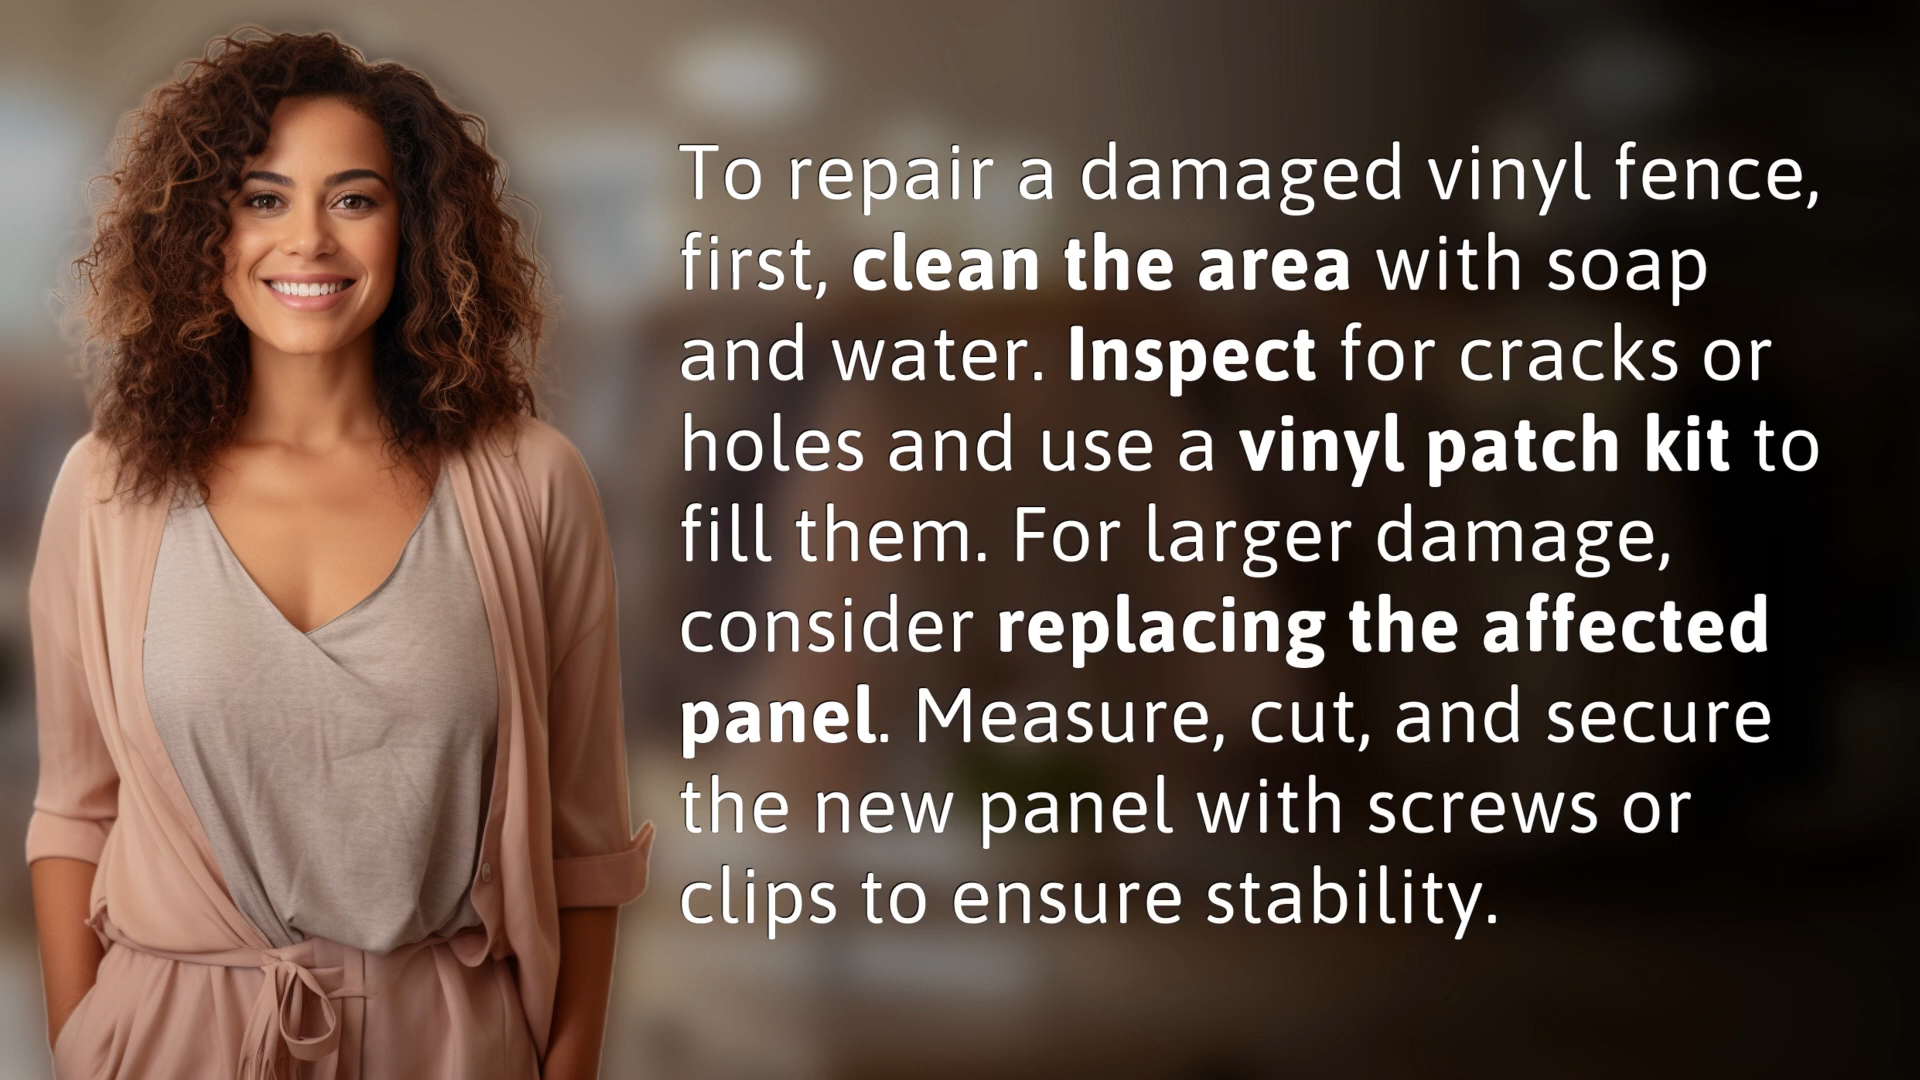 To repair a damaged vinyl fence,
first, clean the area with soap
and water. Inspect for cracks or
holes and use a vinyl patch kit to
fill them. For larger damage,
consider replacing the affected
panel. Measure, cut, and secure
the new panel with screws or
clips to ensure stability.